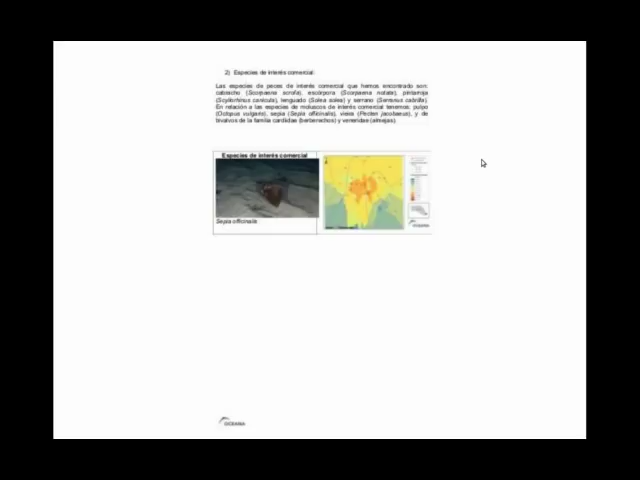 2) Especies de interés comercial:
Las especies de peces de interés comercial que hemos encontrado son:
cabracho (Scorpaena scrofa), escórpora (Scorpaena notata), pintarroja
(Scyliorhinus canicula), lenguado (Solea solea) y serrano (Serranus cabrilla).
En relación a las especies de moluscos de interés comercial tenemos: pulpo
(Octopus vulgaris), sepia (Sepia officinalis), vieira (Pecten jacobaeus), y de
bivalvos de la familia cardiidae (berberechos) y veneridae (almejas).
Especies de interés comercial
Sepia officinalis
OCEANA
OCEANA